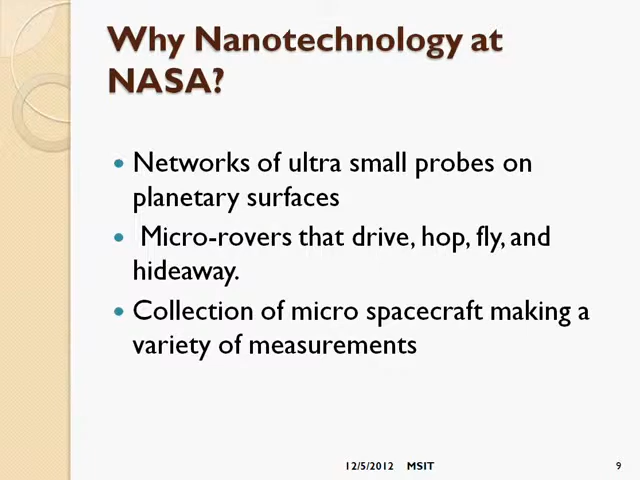 Why Nanotechnology at
NASA?
• Networks of ultra small probes on
planetary surfaces
• Micro-rovers that drive, hop, fly, and
hideaway.
• Collection of micro spacecraft making a
variety of measurements
12/5/2012 MSIT 9